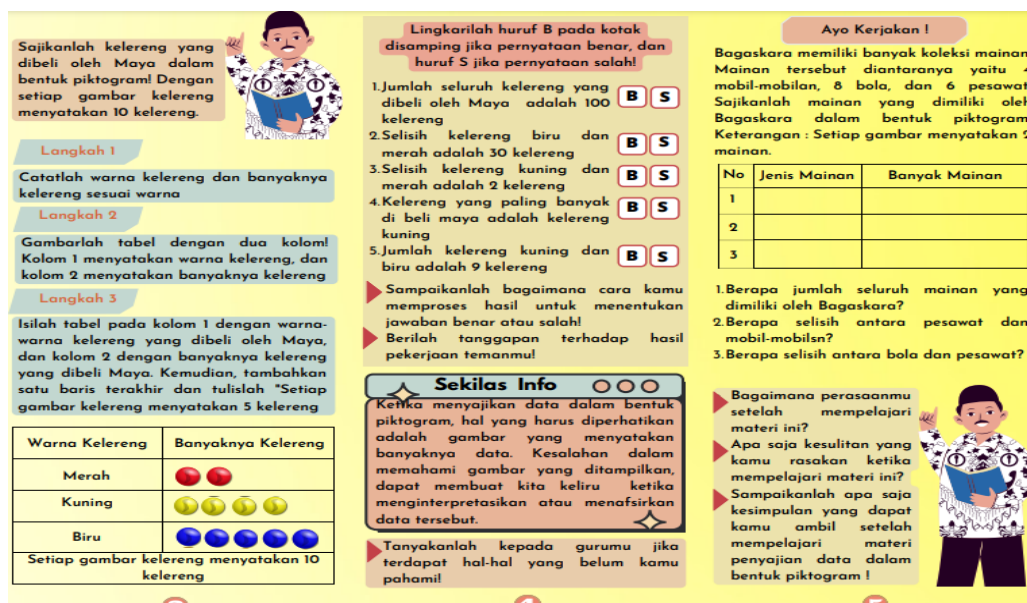 Sajikanlah kelereng yang
dibeli oleh Maya dalam
bentuk piktogram! Dengan
setiap gambar kelereng
menyatakan 10 kelereng.
Langkah 1
Catatlah warna kelereng dan banyaknya
kelereng sesuai warna
Langkah 2
Gambarlah tabel dengan dua kolom!
Kolom 1 menyatakan warna kelereng, dan
kolom 2 menyatakan banyaknya kelereng
Langkah 3
Isilah tabel pada kolom 1 dengan warna-
warna kelereng yang dibeli oleh Maya,
dan kolom 2 dengan banyaknya kelereng
yang dibeli Maya. Kemudian, tambahkan
satu baris terakhir dan tulislah "Setiap
gambar kelereng menyatakan 5 kelereng
Warna Kelereng Banyaknya Kelereng
Merah
Kuning
Biru
Setiap gambar kelereng menyatakan 10
kelereng
Lingkarilah huruf B pada kotak
disamping jika pernyataan benar, dan
huruf S jika pernyataan salah!
1.Jumlah seluruh kelereng yang B S
dibeli oleh Maya adalah 100
kelereng
2.Selisih kelereng biru dan B S
merah adalah 30 kelereng
3.Selisih kelereng kuning dan B S
merah adalah 2 kelereng
4.Kelereng yang paling banyak B S
di beli maya adalah kelereng
kuning
5.Jumlah kelereng kuning dan B S
biru adalah 9 kelereng
Sampaikanlah bagaimana cara kamu
memproses hasil untuk menentukan
jawaban benar atau salah!
Berilah tanggapan terhadap hasil
pekerjaan temanmu!
Sekilas Info
Ketika menyajikan data dalam bentuk
piktogram, hal yang harus diperhatikan
adalah gambar yang menyatakan
banyaknya data. Kesalahan dalam
memahami gambar yang ditampilkan,
dapat membuat kita keliru ketika
menginterpretasikan atau menafsirkan
data tersebut.
Tanyakanlah kepada gurumu jika
terdapat hal-hal yang belum kamu
pahami!
Ayo Kerjakan !
Bagaskara memiliki banyak koleksi mainan
Mainan tersebut diantaranya yaitu
mobil-mobilan, 8 bola, dan 6 pesawat
Sajikanlah mainan yang dimiliki oleh
Bagaskara dalam bentuk piktogram
Keterangan : Setiap gambar menyatakan
mainan.
No Jenis Mainan Banyak Mainan
1
2
3
1.Berapa jumlah seluruh mainan yang
dimiliki oleh Bagaskara?
2.Berapa selisih antara pesawat dan
mobil-mobilsn?
3.Berapa selisih antara bola dan pesawat?
Bagaimana perasaanmu
setelah mempelajari
materi ini?
Apa saja kesulitan yang
kamu rasakan ketika
mempelajari materi ini?
Sampaikanlah apa saja
kesimpulan yang dapat
kamu ambil setelah
mempelajari materi
penyajian data dalam
bentuk piktogram !